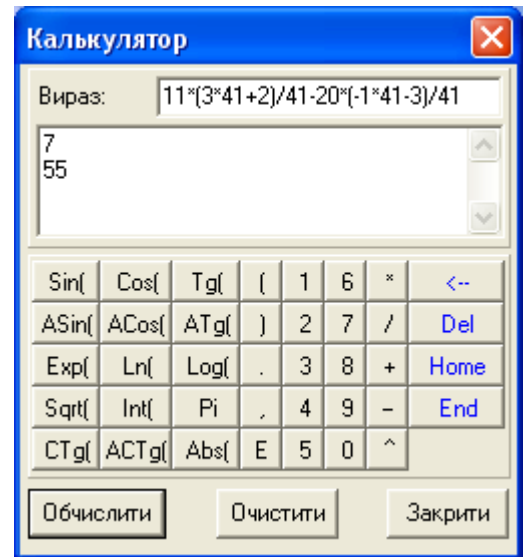 Калькулятор
Вираз: 11*(3*41+2)/41-20*(-1*41-3)/41
7
55
Sin( Cos( Tg( ( 1 6 * <--
ASin( ACos( ATg( ) 2 7 / Del
Exp( Ln( Log( . 3 8 + Home
Sqrt( Int( Pi , 4 9 - End
CTg( ACTg( Abs( E 5 0 ^
Обчислити Очистити Закрити